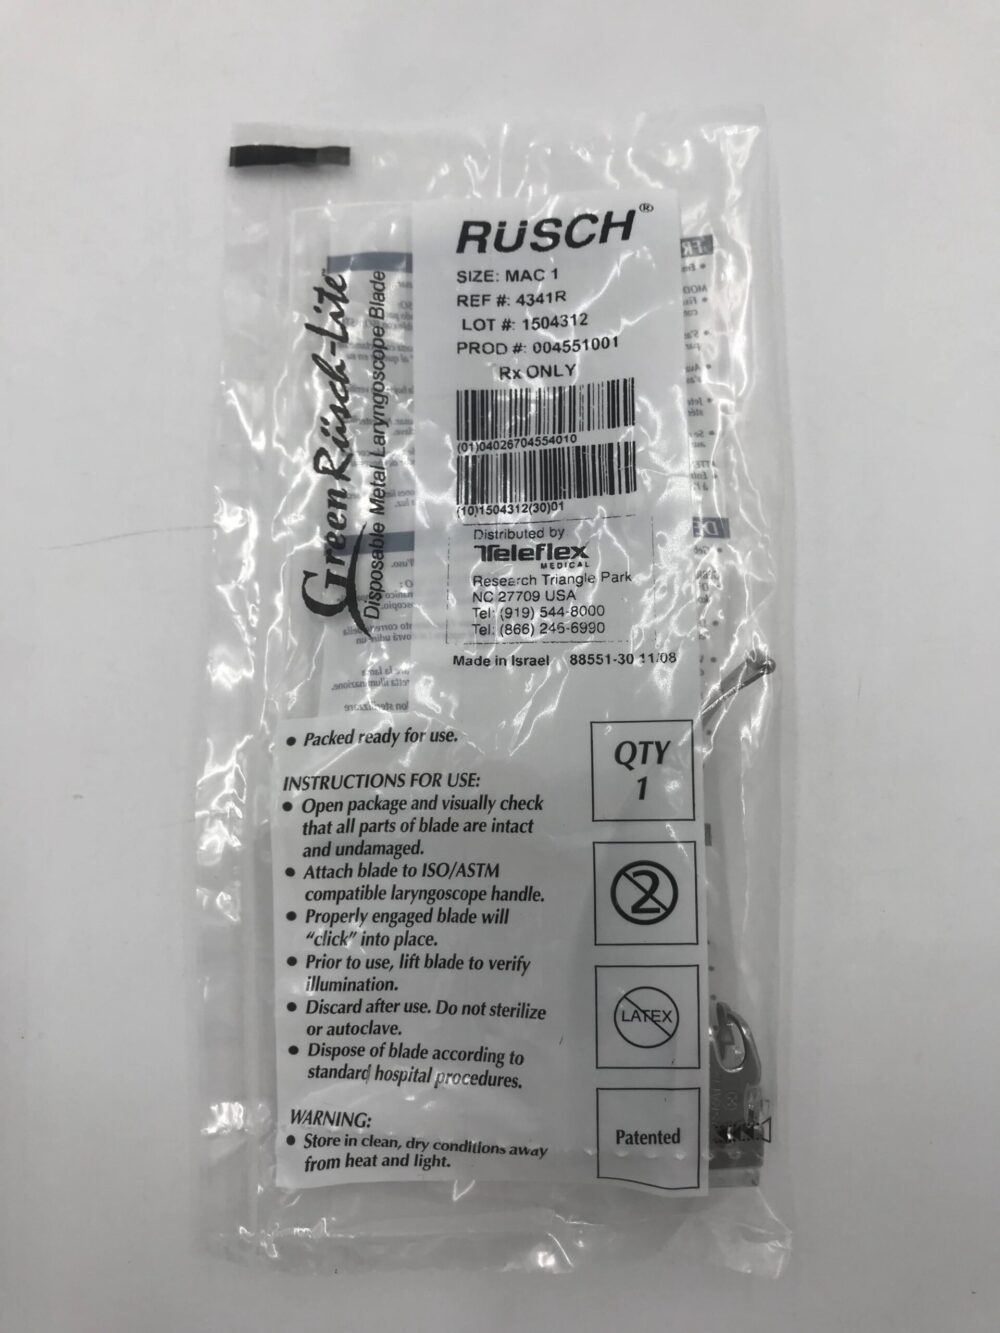 RÜSCH®
SIZE: MAC 1
REF #: 4341R
LOT #: 1504312
PROD #: 004551001
Rx ONLY
(01)04026704554010
(10)1504312(30)01
Distributed by
Teleflex
MEDICAL
Research Triangle Park
NC 27709 USA
Tel: (919) 544-8000
Tel: (866) 246-6990
Made in Israel 88551-30 11/08
GreenRüsch-Lite™
Disposable Metal Laryngoscope Blade
• Packed ready for use.
INSTRUCTIONS FOR USE:
• Open package and visually check
that all parts of blade are intact
and undamaged.
• Attach blade to ISO/ASTM
compatible laryngoscope handle.
• Properly engaged blade will
"click" into place.
• Prior to use, lift blade to verify
illumination.
• Discard after use. Do not sterilize
or autoclave.
• Dispose of blade according to
standard hospital procedures.
WARNING:
• Store in clean, dry conditions away
from heat and light.
QTY
1
2
LATEX
Patented